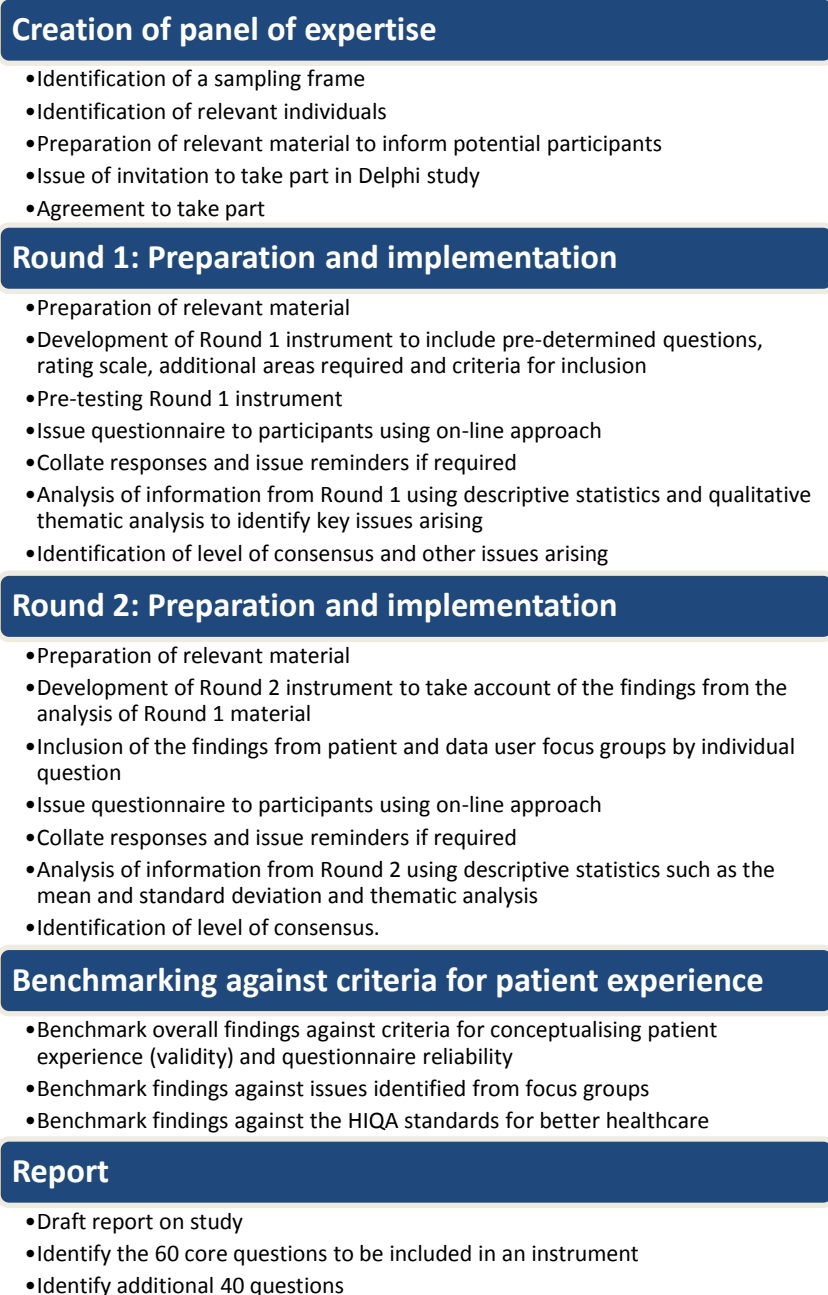 Creation of panel of expertise
•Identification of a sampling frame
•Identification of relevant individuals
•Preparation of relevant material to inform potential participants
•Issue of invitation to take part in Delphi study
•Agreement to take part
Round 1: Preparation and implementation
•Preparation of relevant material
•Development of Round 1 instrument to include pre-determined questions,
rating scale, additional areas required and criteria for inclusion
•Pre-testing Round 1 instrument
•Issue questionnaire to participants using on-line approach
•Collate responses and issue reminders if required
•Analysis of information from Round 1 using descriptive statistics and qualitative
thematic analysis to identify key issues arising
•Identification of level of consensus and other issues arising
Round 2: Preparation and implementation
•Preparation of relevant material
•Development of Round 2 instrument to take account of the findings from the
analysis of Round 1 material
•Inclusion of the findings from patient and data user focus groups by individual
question
•Issue questionnaire to participants using on-line approach
•Collate responses and issue reminders if required
•Analysis of information from Round 2 using descriptive statistics such as the
mean and standard deviation and thematic analysis
•Identification of level of consensus.
Benchmarking against criteria for patient experience
•Benchmark overall findings against criteria for conceptualising patient
experience (validity) and questionnaire reliability
•Benchmark findings against issues identified from focus groups
•Benchmark findings against the HIQA standards for better healthcare
Report
•Draft report on study
•Identify the 60 core questions to be included in an instrument
•Identify additional 40 questions